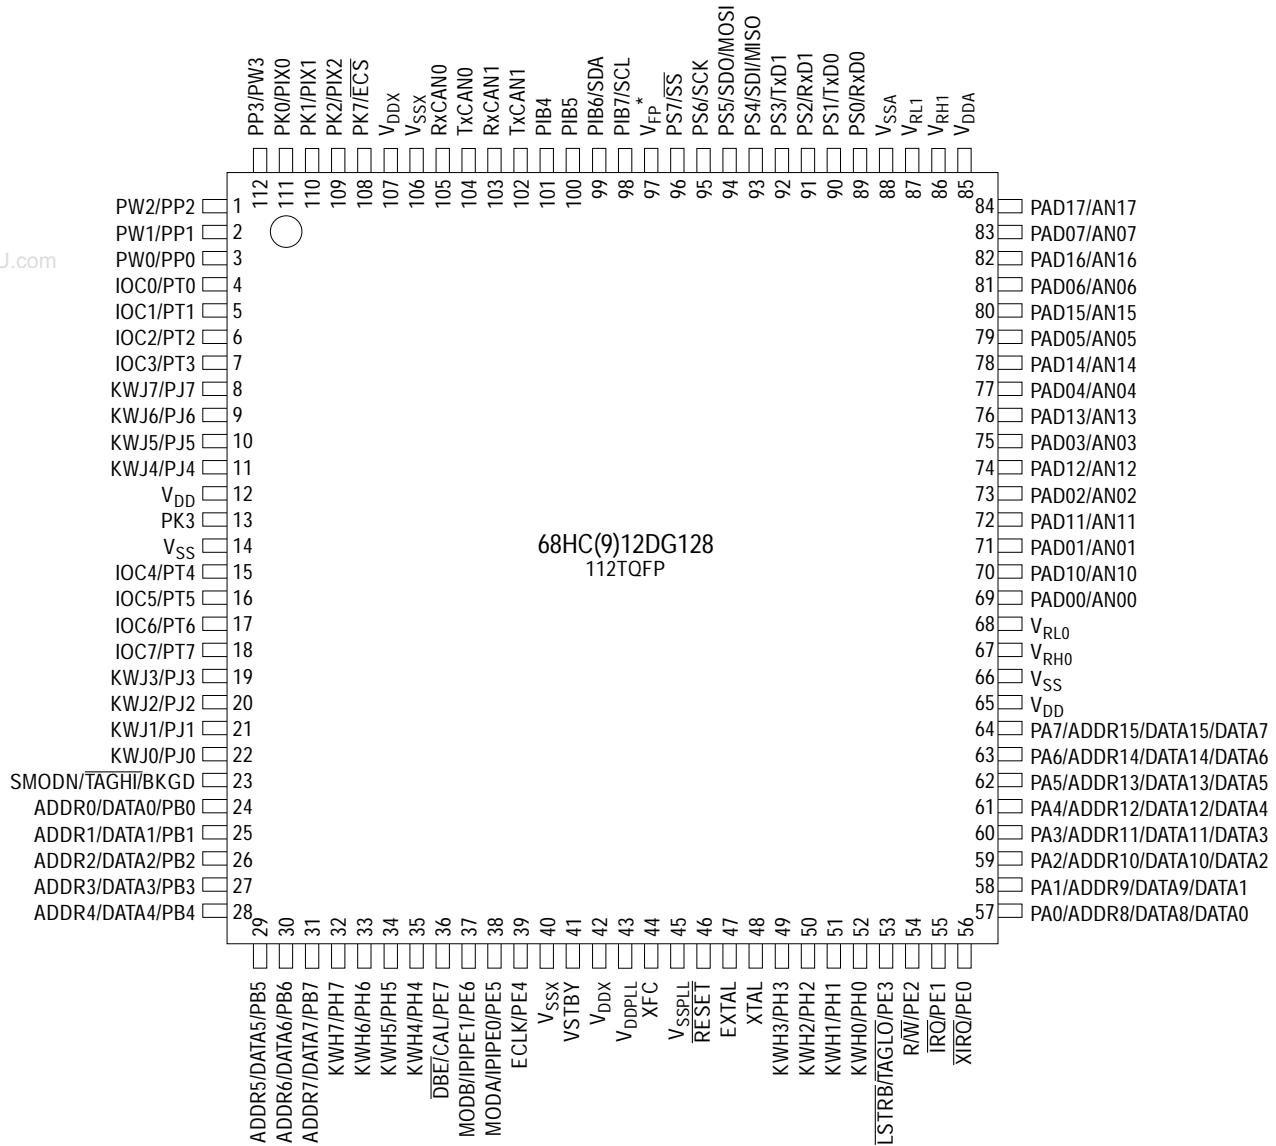 PP3/PW3
PK0/PIX0
PK1/PIX1
PK2/PIX2
PK7/ECS
VDDX
VSSX
RxCAN0
TxCAN0
RxCAN1
TxCAN1
PIB4
PIB5
PIB6/SDA
PIB7/SCL
VFP*
PS7/SS
PS6/SCK
PS5/SDO/MOSI
PS4/SDI/MISO
PS3/TxD1
PS2/RxD1
PS1/TxD0
PS0/RxD0
VSSA
VRL1
VRH1
VDDA
112 111 110 109 108 107 106 105 104 103 102 101 100 99 98 97 96 95 94 93 92 91 90 89 88 87 86 85
PW2/PP2 1
PW1/PP1 2
PW0/PP0 3
IOC0/PT0 4
IOC1/PT1 5
IOC2/PT2 6
IOC3/PT3 7
KWJ7/PJ7 8
KWJ6/PJ6 9
KWJ5/PJ5 10
KWJ4/PJ4 11
VDD 12
PK3 13
VSS 14
IOC4/PT4 15
IOC5/PT5 16
IOC6/PT6 17
IOC7/PT7 18
KWJ3/PJ3 19
KWJ2/PJ2 20
KWJ1/PJ1 21
KWJ0/PJ0 22
SMODN/TAGHI/BKGD 23
ADDR0/DATA0/PB0 24
ADDR1/DATA1/PB1 25
ADDR2/DATA2/PB2 26
ADDR3/DATA3/PB3 27
ADDR4/DATA4/PB4 28
J.com
68HC(9)12DG128
112TQFP
84 PAD17/AN17
83 PAD07/AN07
82 PAD16/AN16
81 PAD06/AN06
80 PAD15/AN15
79 PAD05/AN05
78 PAD14/AN14
77 PAD04/AN04
76 PAD13/AN13
75 PAD03/AN03
74 PAD12/AN12
73 PAD02/AN02
72 PAD11/AN11
71 PAD01/AN01
70 PAD10/AN10
69 PAD00/AN00
68 VRL0
67 VRH0
66 VSS
65 VDD
64 PA7/ADDR15/DATA15/DATA7
63 PA6/ADDR14/DATA14/DATA6
62 PA5/ADDR13/DATA13/DATA5
61 PA4/ADDR12/DATA12/DATA4
60 PA3/ADDR11/DATA11/DATA3
59 PA2/ADDR10/DATA10/DATA2
58 PA1/ADDR9/DATA9/DATA1
57 PA0/ADDR8/DATA8/DATA0
29 30 31 32 33 34 35 36 37 38 39 40 41 42 43 44 45 46 47 48 49 50 51 52 53 54 55 56
ADDR5/DATA5/PB5
ADDR6/DATA6/PB6
ADDR7/DATA7/PB7
KWH7/PH7
KWH6/PH6
KWH5/PH5
KWH4/PH4
DBE/CAL/PE7
MODB/IPIPE1/PE6
MODA/IPIPE0/PE5
ECLK/PE4
VSSX
VSTBY
VDDX
VDDPLL
XFC
VSSPLL
RESET
EXTAL
XTAL
KWH3/PH3
KWH2/PH2
KWH1/PH1
KWH0/PH0
LSTRB/TAGLO/PE3
R/W/PE2
IRQ/PE1
XIRQ/PE0